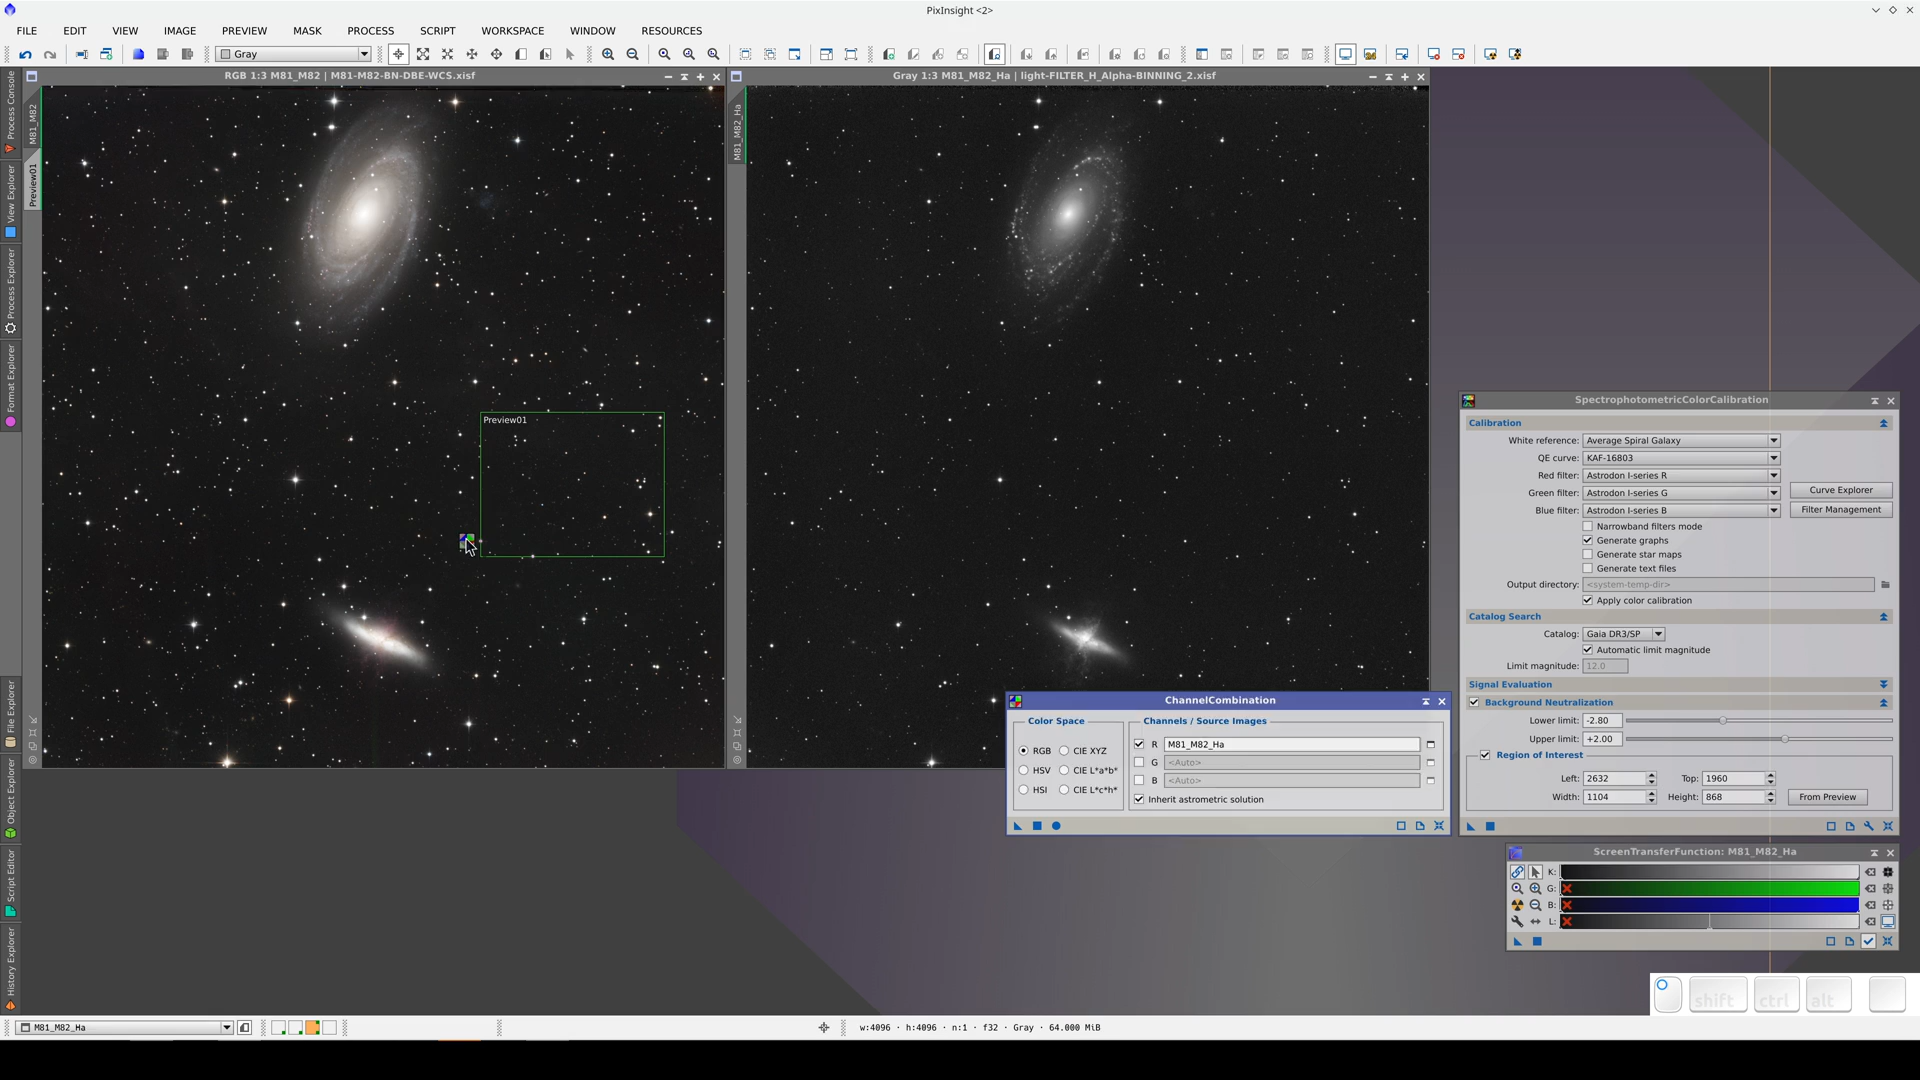 PixInsight <2>
FILE EDIT VIEW IMAGE PREVIEW MASK PROCESS SCRIPT WORKSPACE WINDOW RESOURCES
Gray
RGB 1:3 M81_M82 | M81-M82-BN-DBE-WCS.xisf
Gray 1:3 M81_M82_Ha | light-FILTER_H_Alpha-BINNING_2.xisf
Process Console
View Explorer
Process Explorer
Format Explorer
File Explorer
Object Explorer
Script Editor
History Explorer
M81_M82
Preview01
M81_M82_Ha
Preview01
SpectrophotometricColorCalibration
Calibration
White reference: Average Spiral Galaxy
QE curve: KAF-16803
Red filter: Astrodon I-series R
Green filter: Astrodon I-series G
Curve Explorer
Blue filter: Astrodon I-series B
Filter Management
Narrowband filters mode
Generate graphs
Generate star maps
Generate text files
Output directory: <system-temp-dir>
Apply color calibration
Catalog Search
Catalog: Gaia DR3/SP
Automatic limit magnitude
Limit magnitude: 12.0
Signal Evaluation
Background Neutralization
Lower limit: -2.80
Upper limit: +2.00
Region of Interest
Left: 2632 Top: 1960
Width: 1104 Height: 868 From Preview
ChannelCombination
Color Space
Channels / Source Images
RGB CIE XYZ
HSV CIE L*a*b*
HSI CIE L*c*h*
R M81_M82_Ha
G <Auto>
B <Auto>
Inherit astrometric solution
ScreenTransferFunction: M81_M82_Ha
K:
G:
B:
L:
shift ctrl alt
M81_M82_Ha
w:4096 · h:4096 · n:1 · f32 · Gray · 64.000 MiB